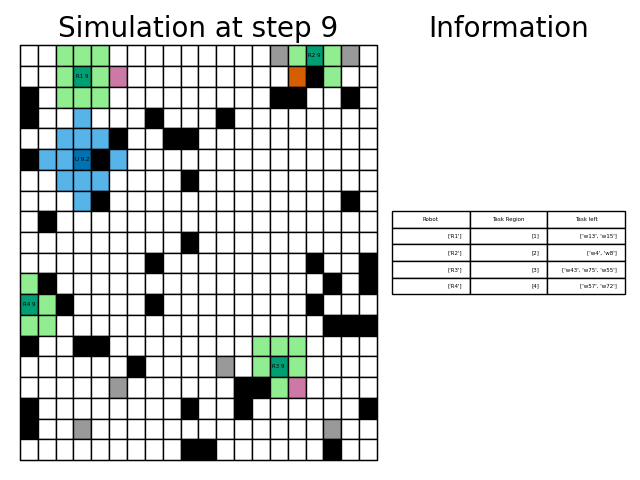 Simulation at step 9
Information
R1 9
R2 9
U 9.2
R4 9
R3 9
Robot Task Region Task left
['R1'] [1] ['w13', 'w15']
['R2'] [2] ['w4', 'w8']
['R3'] [3] ['w43', 'w75', 'w55']
['R4'] [4] ['w57', 'w72']